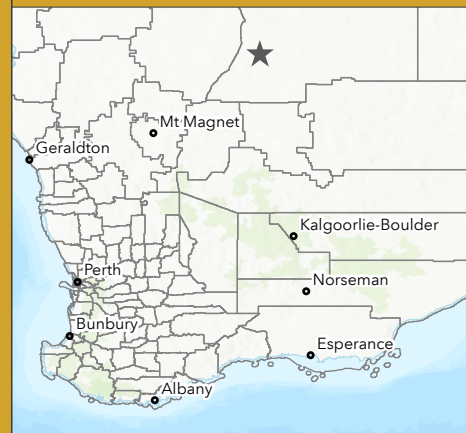 Mt Magnet
Geraldton
Kalgoorlie-Boulder
Perth
Norseman
Bunbury
Esperance
Albany